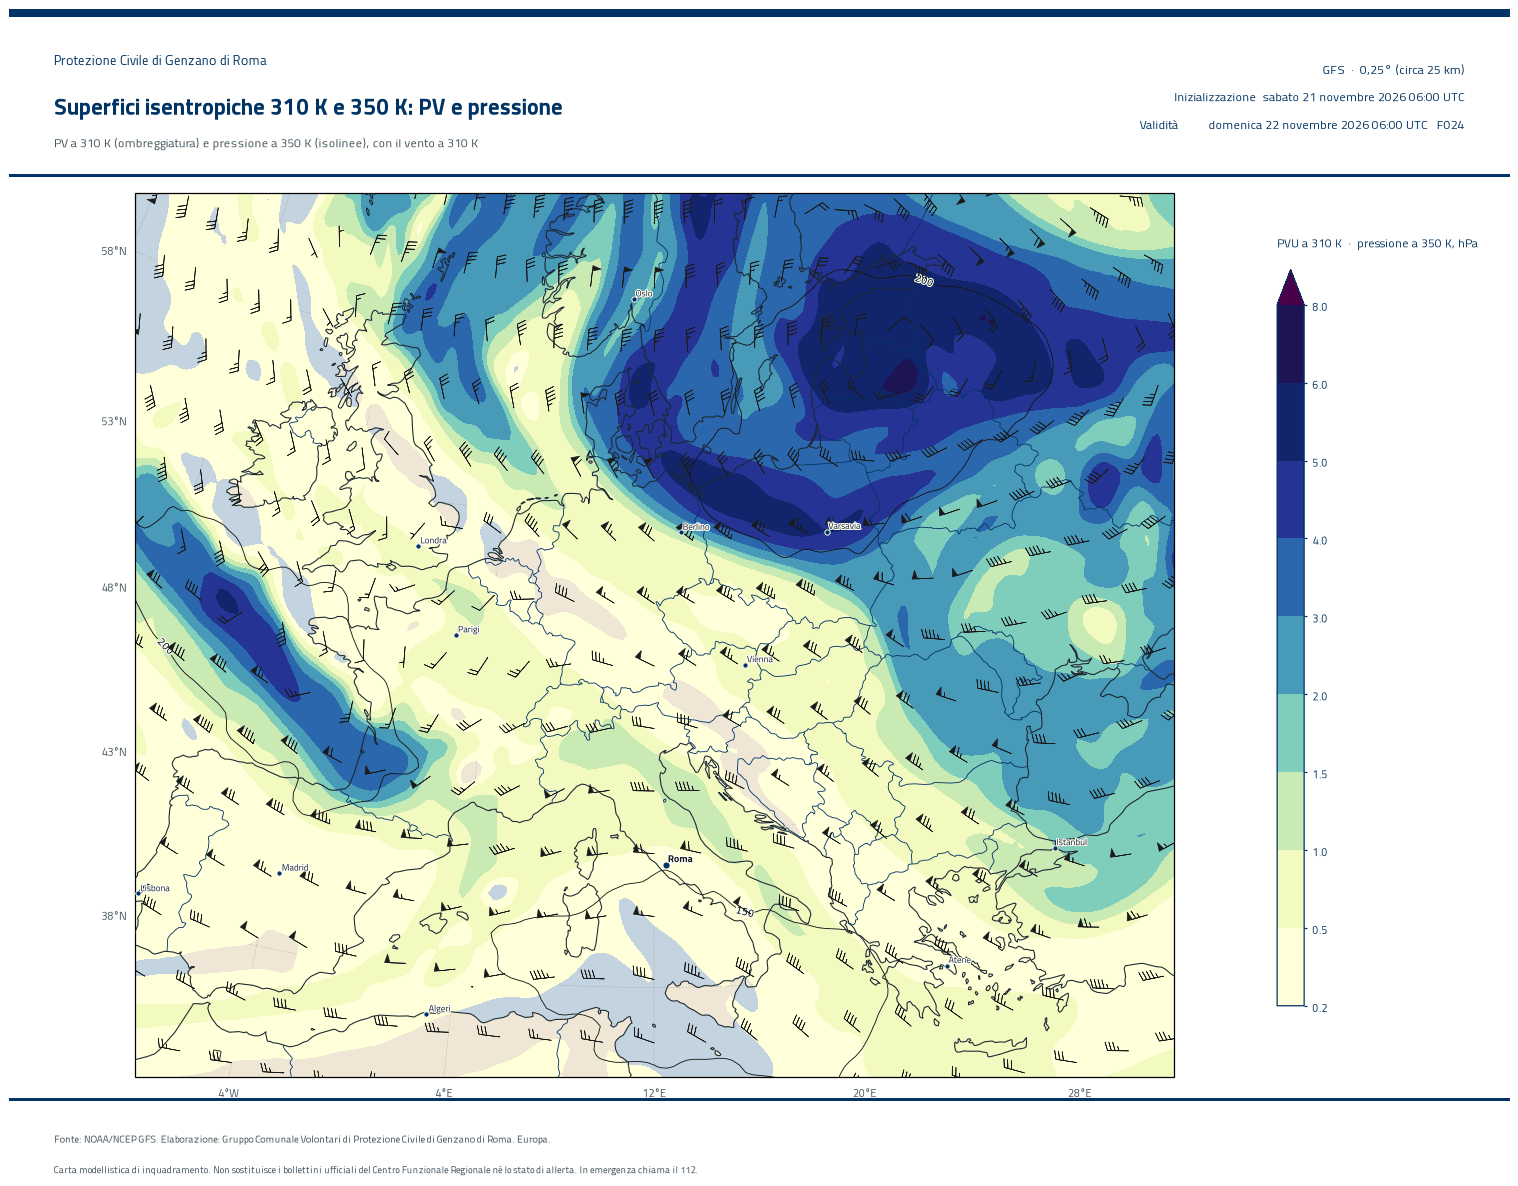 Protezione Civile di Genzano di Roma
Superfici isentropiche 310 K e 350 K: PV e pressione
PV a 310 K (ombreggiatura) e pressione a 350 K (isolinee), con il vento a 310 K
GFS · 0,25° (circa 25 km)
Inizializzazione sabato 21 novembre 2026 06:00 UTC
Validità domenica 22 novembre 2026 06:00 UTC F024
PVU a 310 K · pressione a 350 K, hPa
8.0
6.0
5.0
4.0
3.0
2.0
1.5
1.0
0.5
0.2
58°N
53°N
48°N
43°N
38°N
4°W
4°E
12°E
20°E
28°E
200
Oslo
Berlino
Varsavia
Londra
Parigi
200
Vienna
Istanbul
Roma
Madrid
Lisbona
150
Atene
Algeri
Fonte: NOAA/NCEP GFS. Elaborazione: Gruppo Comunale Volontari di Protezione Civile di Genzano di Roma. Europa.
Carta modellistica di inquadramento. Non sostituisce i bollettini ufficiali del Centro Funzionale Regionale né lo stato di allerta. In emergenza chiama il 112.